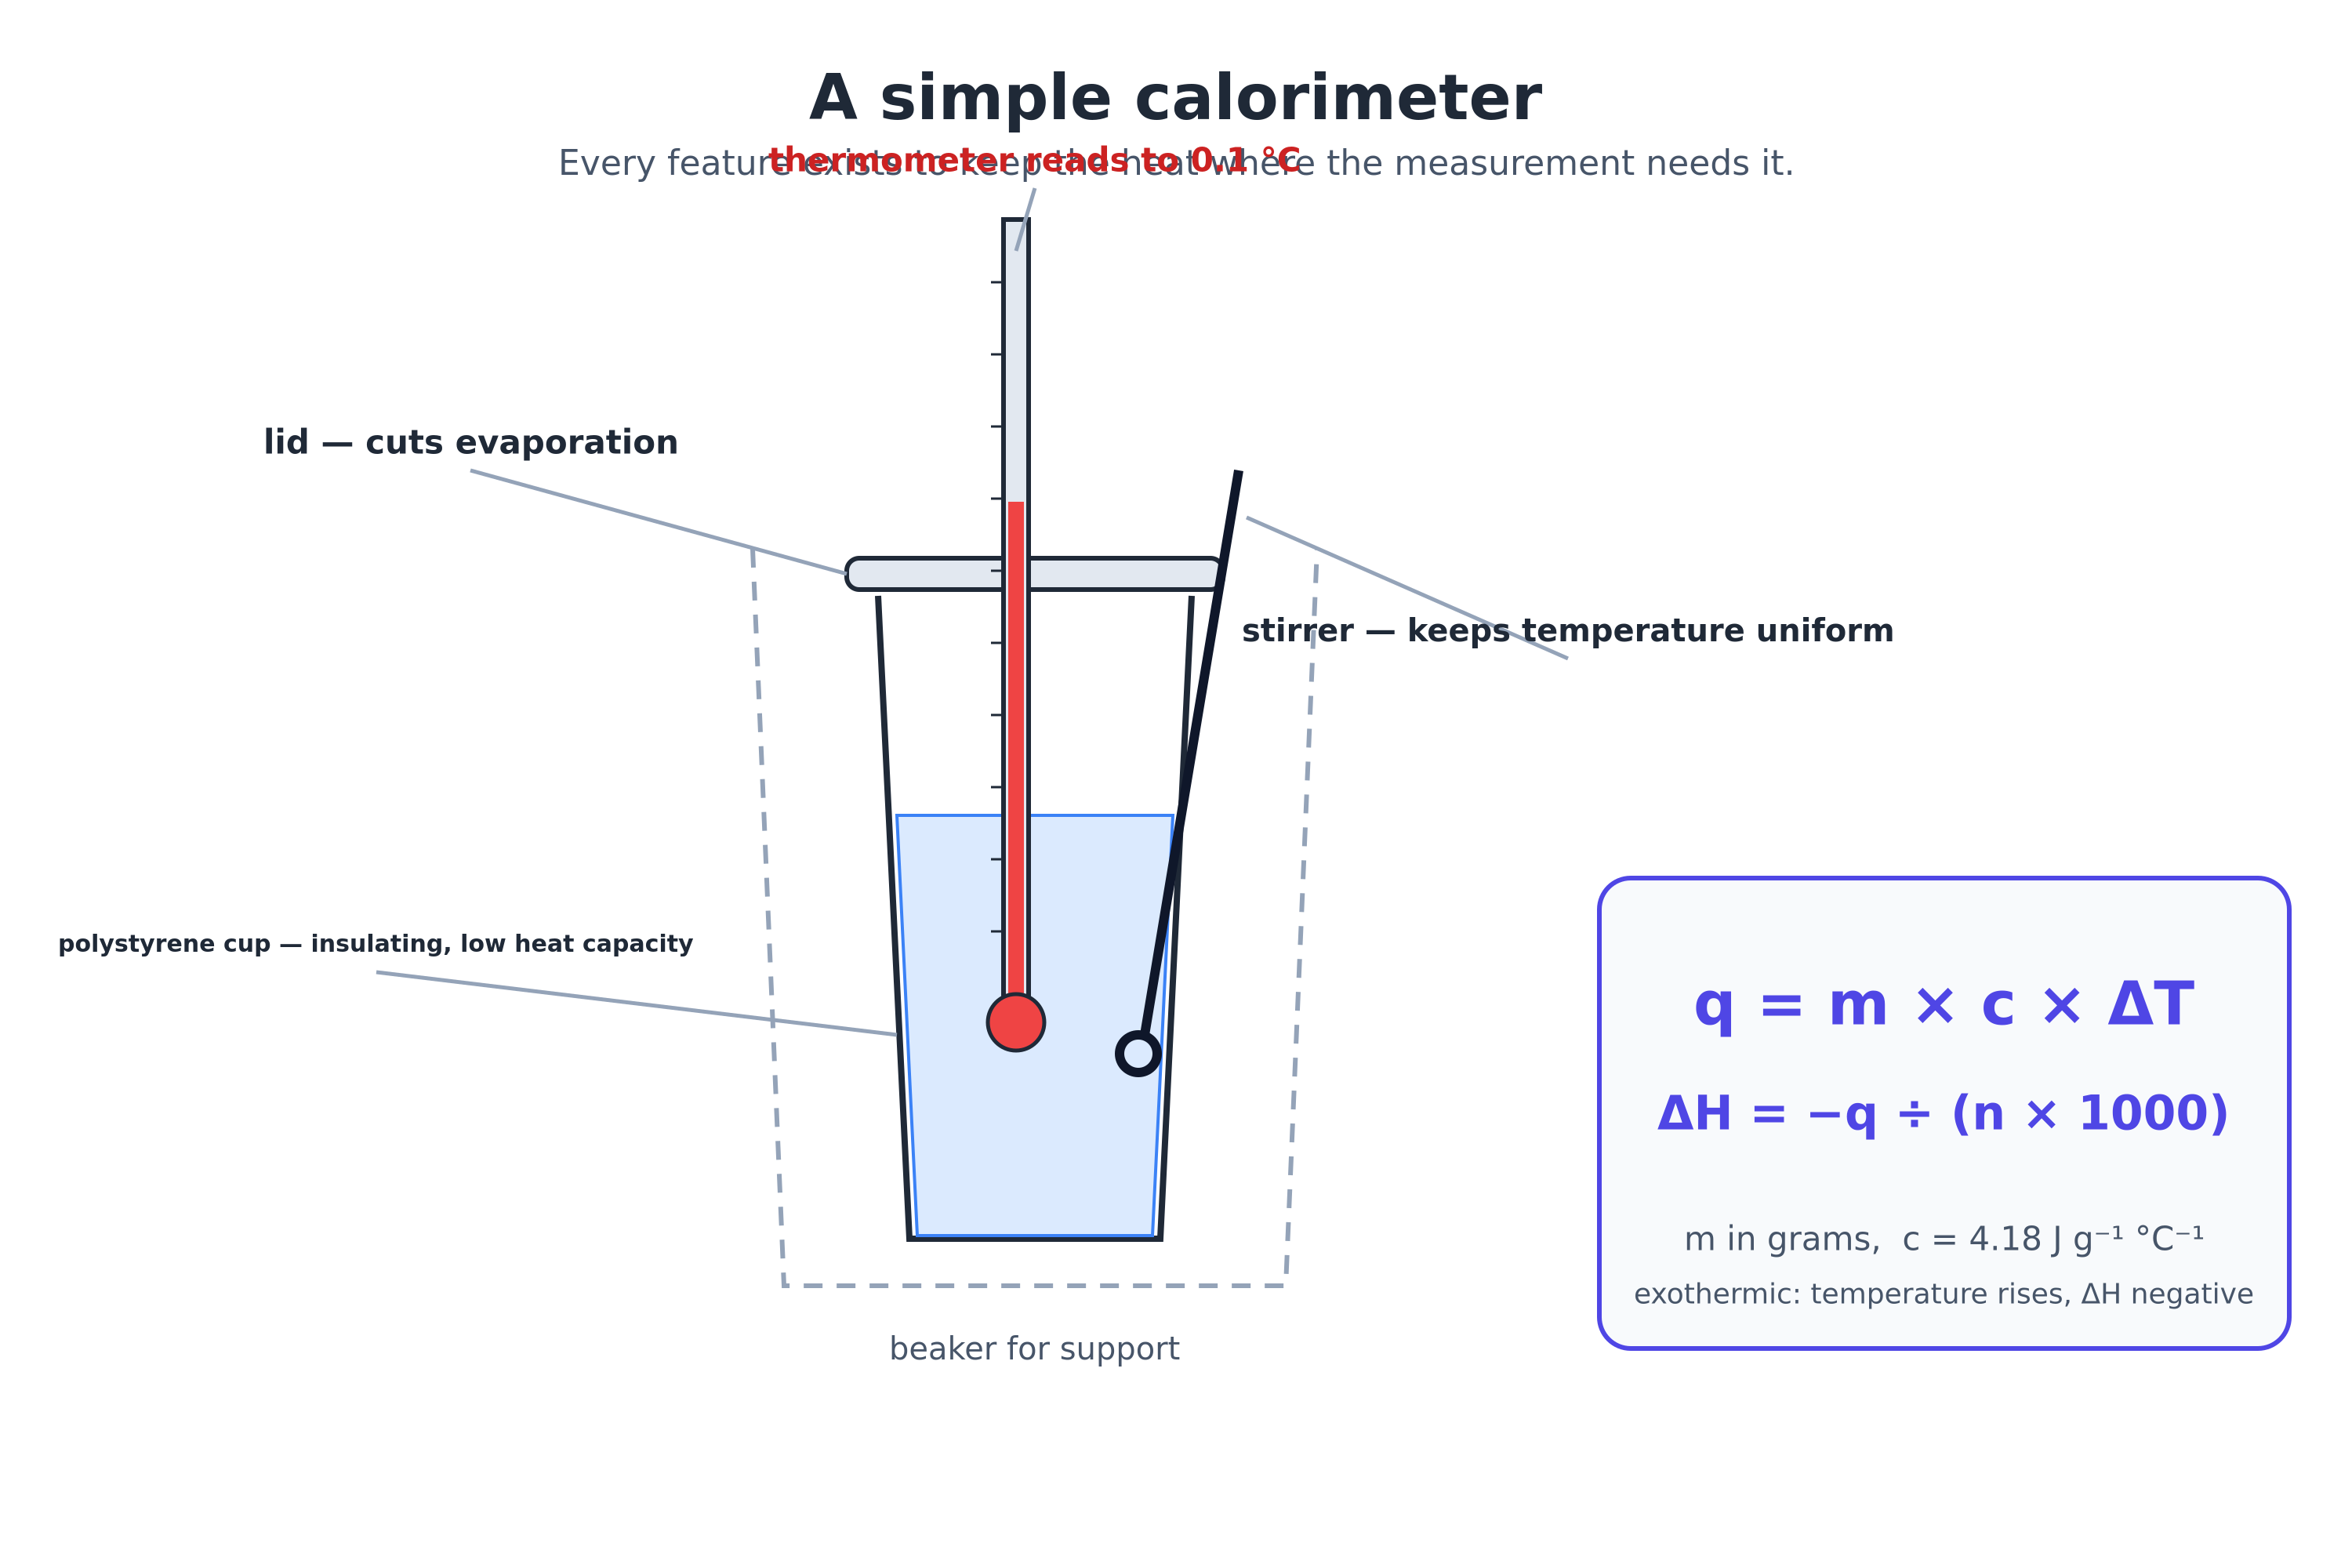 A simple calorimeter
Every feature exists to keep the heat where the measurement needs it.
thermometer reads to 0.1 °C
lid — cuts evaporation
stirrer — keeps temperature uniform
polystyrene cup — insulating, low heat capacity
q = m × c × ΔT
ΔH = −q ÷ (n × 1000)
m in grams,  c = 4.18 J g⁻¹ °C⁻¹
exothermic: temperature rises, ΔH negative
beaker for support